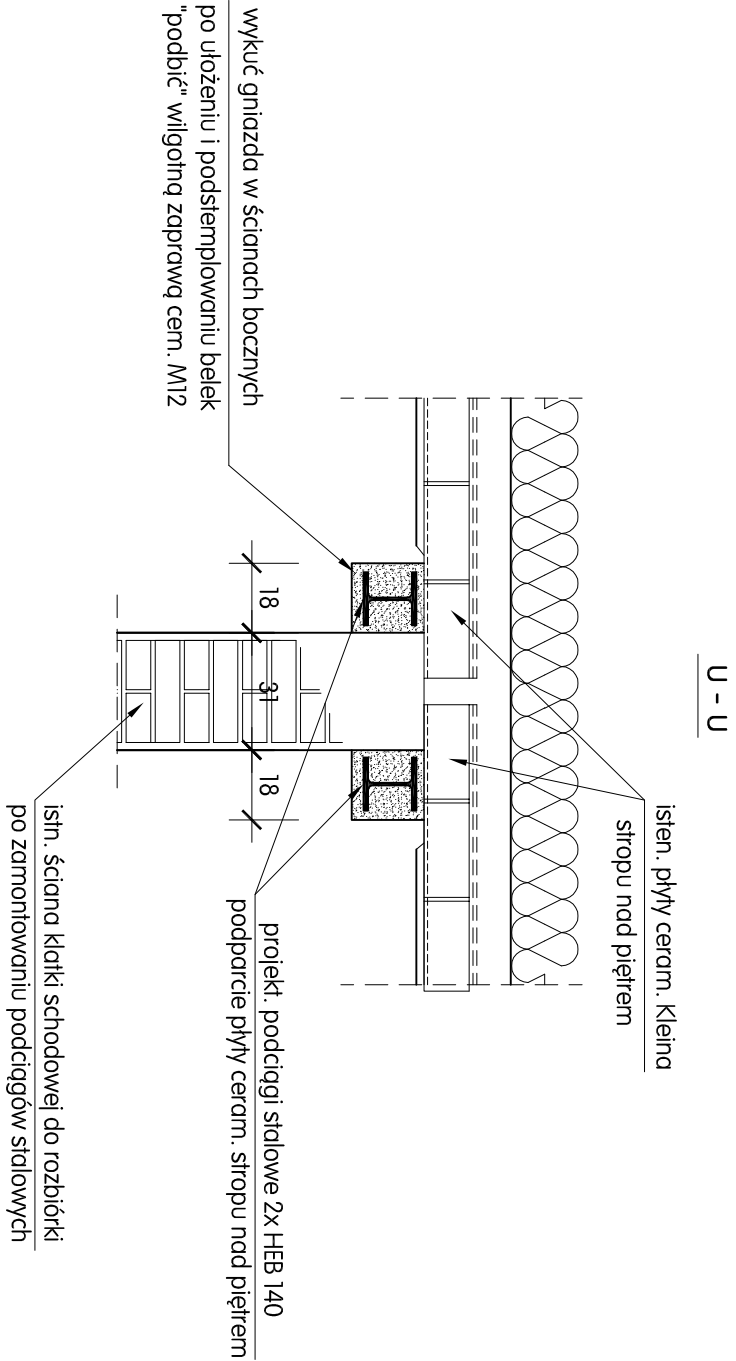 U - U
isten. płyty ceram. Kleina
stropu nad piętrem
wykuć gniazda w ścianach bocznych
po ułożeniu i podstemplowaniu belek
"podbić" wilgotną zaprawą cem. M12
18
31
18
projekt. podciągi stalowe 2x HEB 140
podparcie płyty ceram. stropu nad piętrem
istn. ściana klatki schodowej do rozbiórki
po zamontowaniu podciągów stalowych